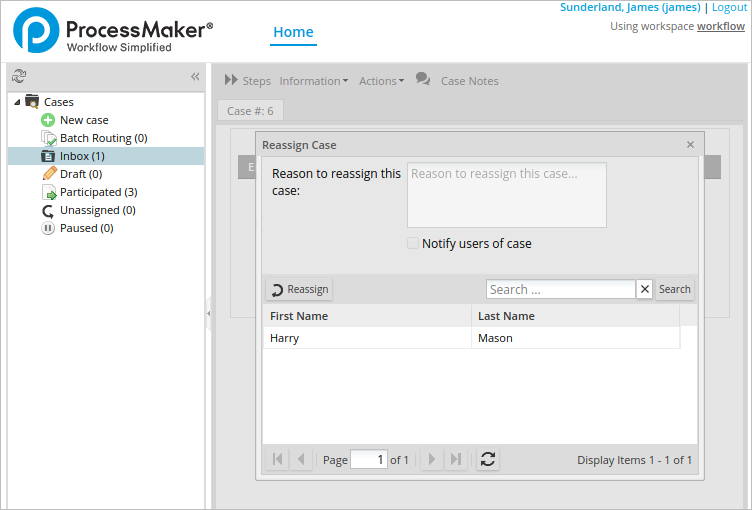 ProcessMaker®
Workflow Simplified
Home
Sunderland, James (james) | Logout
Using workspace workflow
Cases
New case
Batch Routing (0)
Inbox (1)
Draft (0)
Participated (3)
Unassigned (0)
Paused (0)
Steps Information Actions Case Notes
Case #: 6
Reassign Case
Reason to reassign this
case:
Reason to reassign this case...
Notify users of case
Reassign Search ... Search
First Name Last Name
Harry Mason
Page 1 of 1 Display Items 1 - 1 of 1